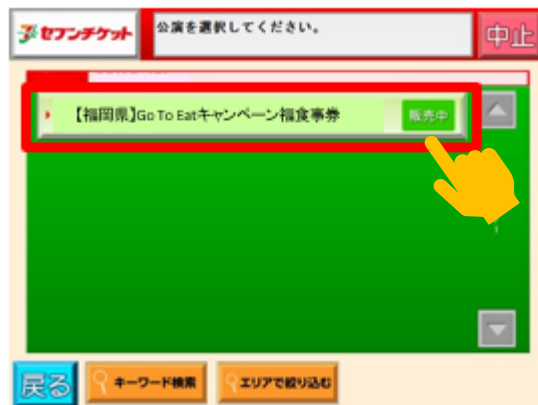 セブンチケット
公演を選択してください。
中止
【福岡県】Go To Eatキャンペーン福食事券
販売中
1
戻る
キーワード検索
エリアで絞り込む